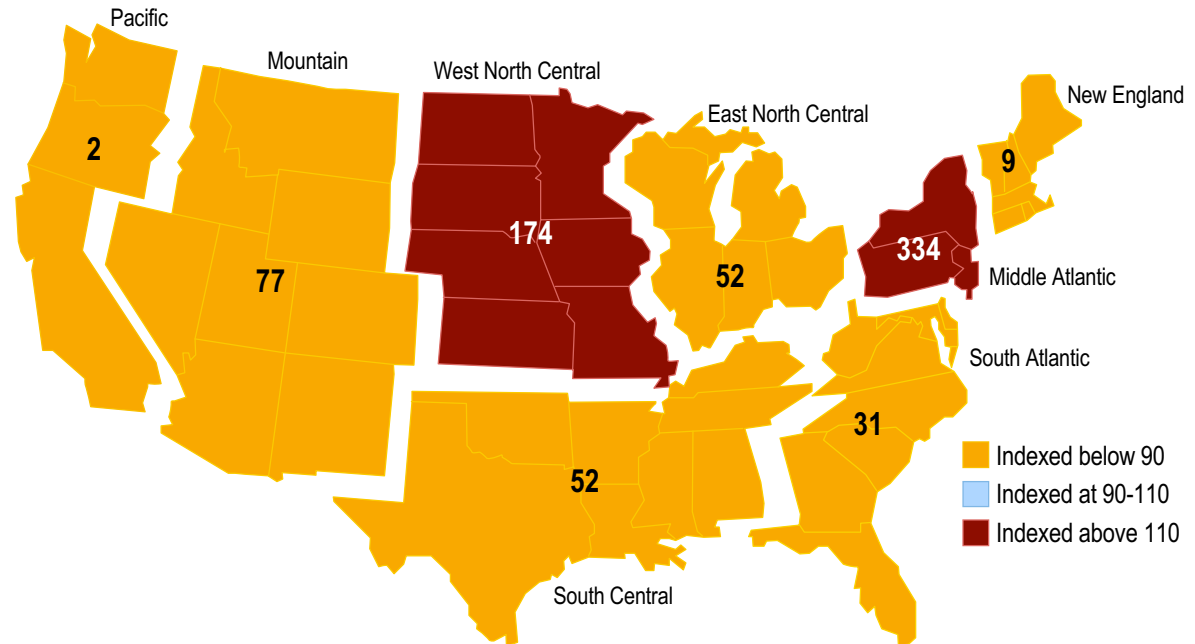 Pacific
Mountain
West North Central
East North Central
New England
2
9
174
334
77
52
Middle Atlantic
South Atlantic
31
52
South Central
Indexed below 90
Indexed at 90-110
Indexed above 110